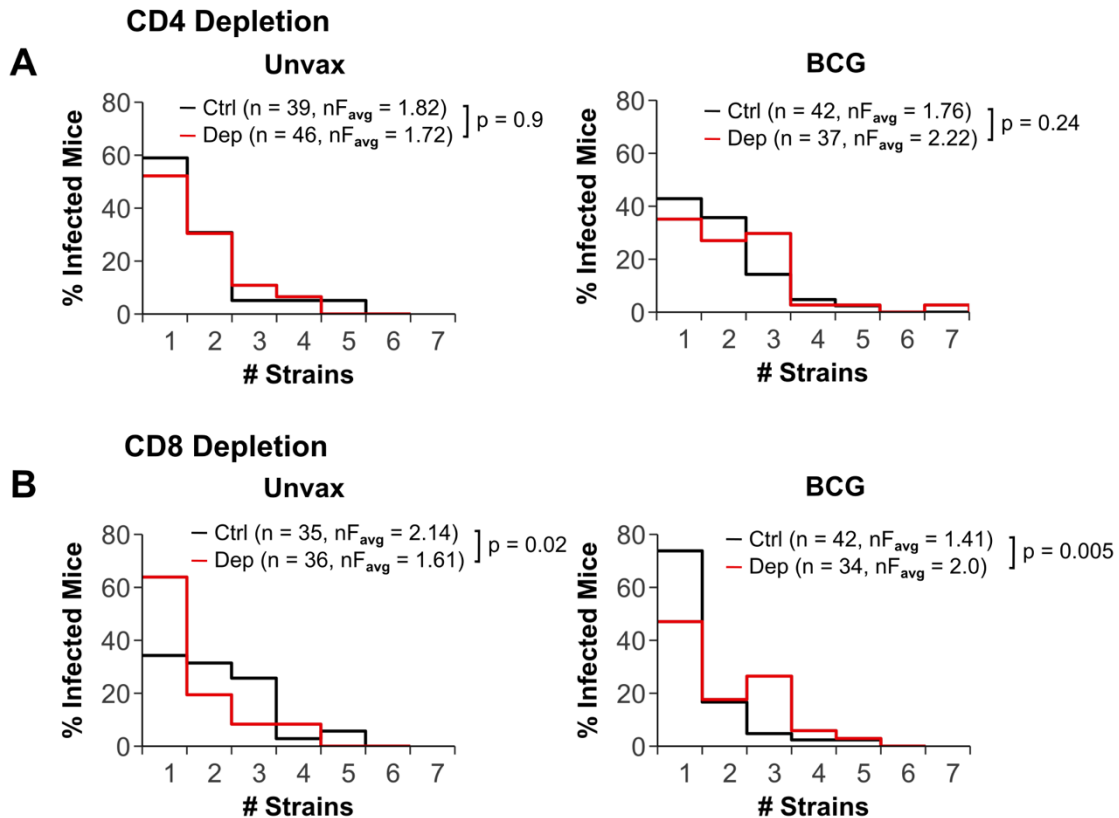 CD4 Depletion
A
Unvax
% Infected Mice
80
60
40
20
0
Ctrl (n = 39, nFavg = 1.82)
Dep (n = 46, nFavg = 1.72)
p = 0.9
1 2 3 4 5 6 7
# Strains
BCG
% Infected Mice
80
60
40
20
0
Ctrl (n = 42, nFavg = 1.76)
Dep (n = 37, nFavg = 2.22)
p = 0.24
1 2 3 4 5 6 7
# Strains
CD8 Depletion
B
Unvax
% Infected Mice
80
60
40
20
0
Ctrl (n = 35, nFavg = 2.14)
Dep (n = 36, nFavg = 1.61)
p = 0.02
1 2 3 4 5 6 7
# Strains
BCG
% Infected Mice
80
60
40
20
0
Ctrl (n = 42, nFavg = 1.41)
Dep (n = 34, nFavg = 2.0)
p = 0.005
1 2 3 4 5 6 7
# Strains